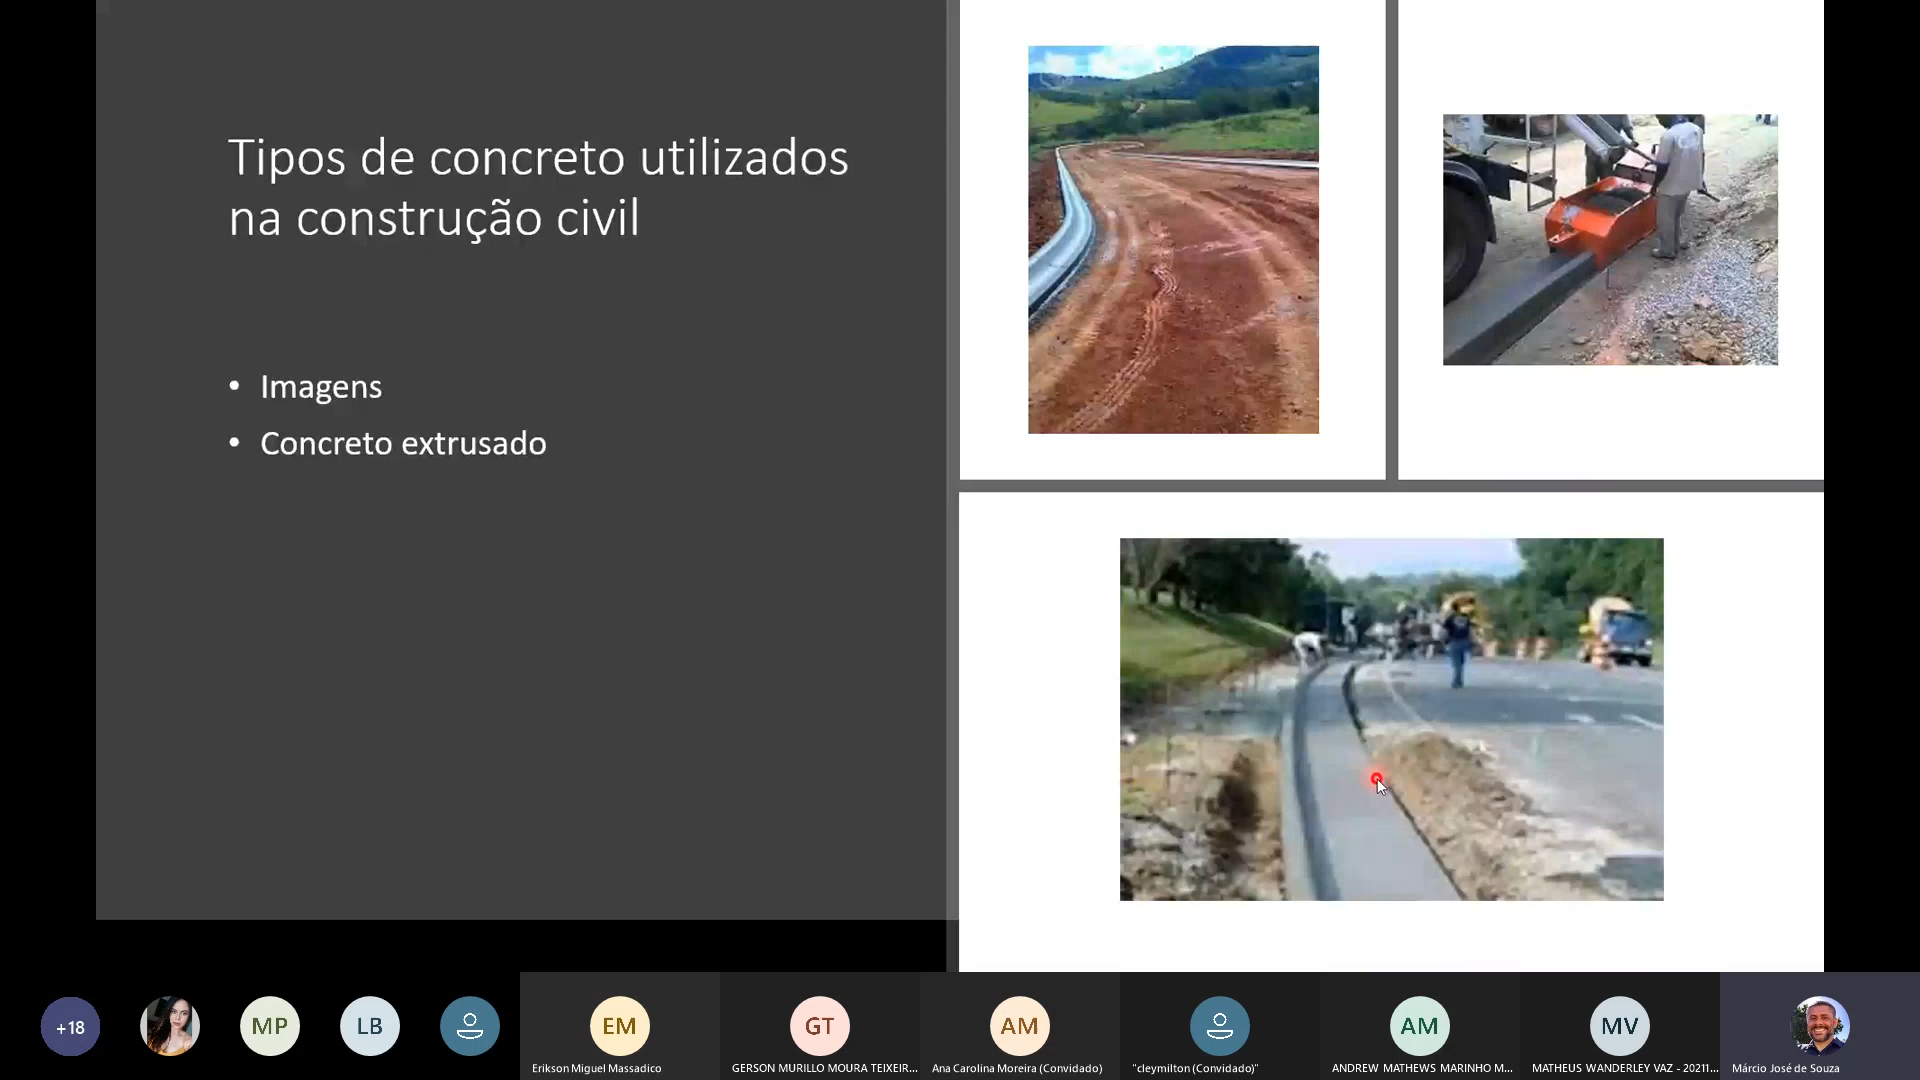 Tipos de concreto utilizados
na construção civil
• Imagens
• Concreto extrusado
+18
MP
LB
EM
GT
AM
AM
MV
Erikson Miguel Massadico
GERSON MURILLO MOURA TEIXEIR...
Ana Carolina Moreira (Convidado)
"cleymilton (Convidado)"
ANDREW MATHEWS MARINHO M...
MATHEUS WANDERLEY VAZ - 20211...
Márcio José de Souza